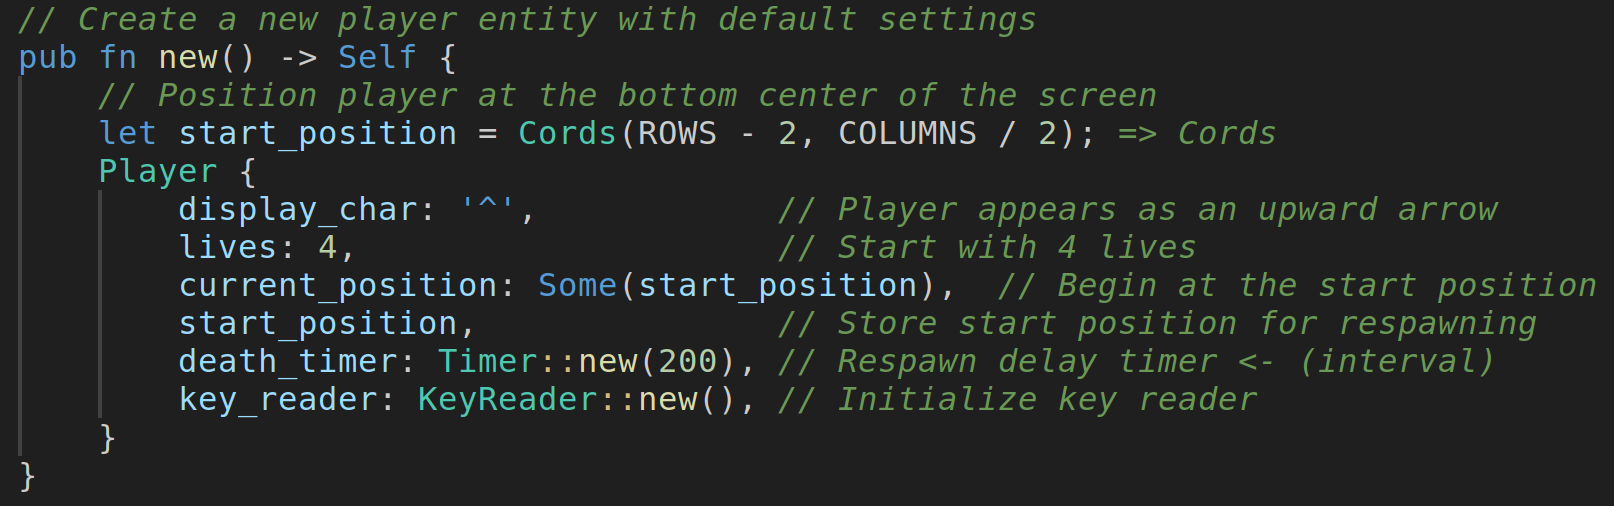 // Create a new player entity with default settings
pub fn new() -> Self {
    // Position player at the bottom center of the screen
    let start_position = Cords(ROWS - 2, COLUMNS / 2); => Cords
    Player {
        display_char: '^',            // Player appears as an upward arrow
        lives: 4,                     // Start with 4 lives
        current_position: Some(start_position),  // Begin at the start position
        start_position,               // Store start position for respawning
        death_timer: Timer::new(200), // Respawn delay timer <- (interval)
        key_reader: KeyReader::new(), // Initialize key reader
    }
}